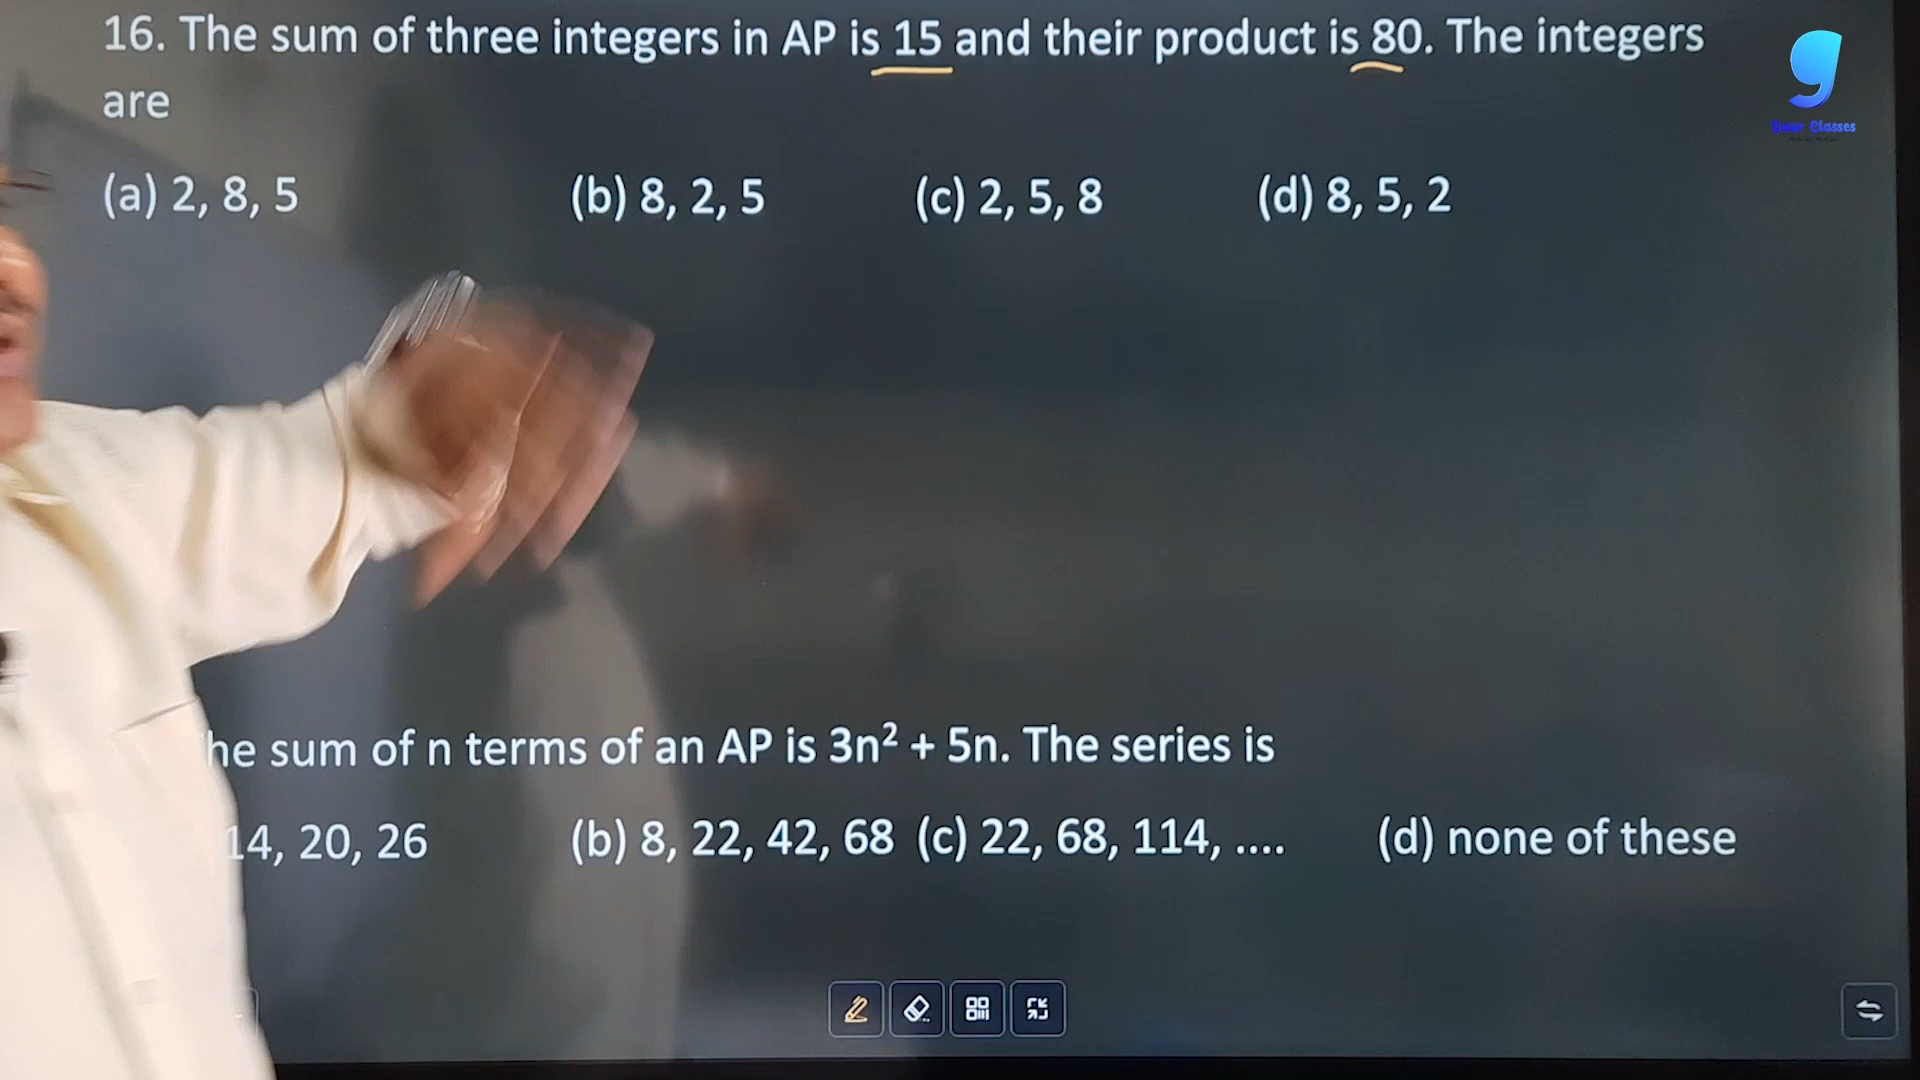 16. The sum of three integers in AP is 15 and their product is 80. The integers
are
(a) 2, 8, 5 (b) 8, 2, 5 (c) 2, 5, 8 (d) 8, 5, 2
he sum of n terms of an AP is 3n² + 5n. The series is
14, 20, 26 (b) 8, 22, 42, 68 (c) 22, 68, 114, .... (d) none of these
Classes